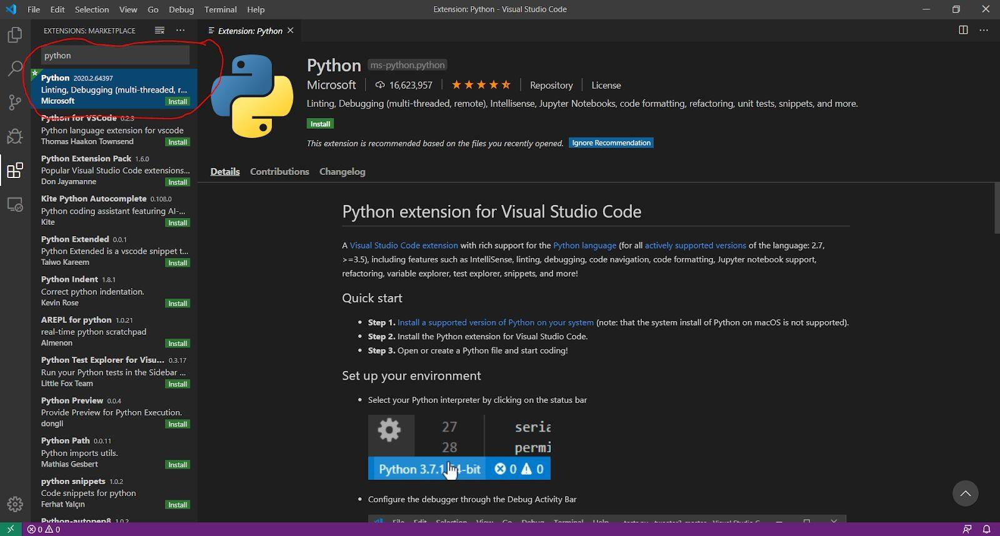 File Edit Selection View Go Debug Terminal Help
Extension: Python - Visual Studio Code
EXTENSIONS: MARKETPLACE
python
Python 2020.2.64397
Linting, Debugging (multi-threaded, r...
Microsoft Install
Python for VSCode 0.2.3
Python language extension for vscode
Thomas Haakon Townsend Install
Python Extension Pack 1.6.0
Popular Visual Studio Code extensions...
Don Jayamanne Install
Kite Python Autocomplete 0.108.0
Python coding assistant featuring AI-...
Kite Install
Python Extended 0.0.1
Python Extended is a vscode snippet t...
Taiwo Kareem Install
Python Indent 1.8.1
Correct python indentation.
Kevin Rose Install
AREPL for python 1.0.21
real-time python scratchpad
Almenon Install
Python Test Explorer for Visu... 0.3.17
Run your Python tests in the Sidebar ...
Little Fox Team Install
Python Preview 0.0.4
Provide Preview for Python Execution.
dongli Install
Python Path 0.0.11
Python imports utils.
Mathias Gesbert Install
python snippets 1.0.2
Code snippets for python
Ferhat Yalçın Install
Python-autopep8 1.0.2
Extension: Python
Python ms-python.python
Microsoft 16,623,957 Repository License
Linting, Debugging (multi-threaded, remote), Intellisense, Jupyter Notebooks, code formatting, refactoring, unit tests, snippets, and more.
Install
This extension is recommended based on the files you recently opened. Ignore Recommendation
Details Contributions Changelog
Python extension for Visual Studio Code
A Visual Studio Code extension with rich support for the Python language (for all actively supported versions of the language: 2.7,
>=3.5), including features such as IntelliSense, linting, debugging, code navigation, code formatting, Jupyter notebook support,
refactoring, variable explorer, test explorer, snippets, and more!
Quick start
• Step 1. Install a supported version of Python on your system (note: that the system install of Python on macOS is not supported).
• Step 2. Install the Python extension for Visual Studio Code.
• Step 3. Open or create a Python file and start coding!
Set up your environment
• Select your Python interpreter by clicking on the status bar
27 seria
28 permi
Python 3.7.1 -bit 0 0
• Configure the debugger through the Debug Activity Bar
File Edit Selection View Go Debug Terminal Help
0 0